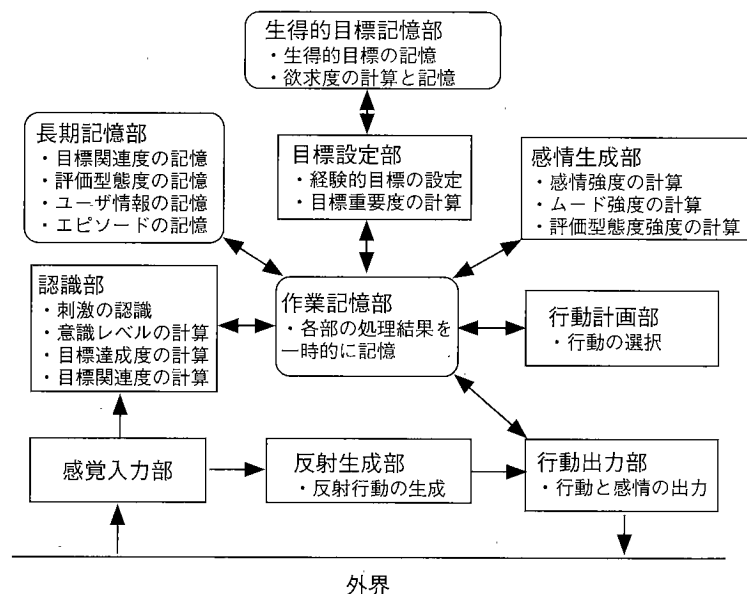 生得的目標記憶部
・生得的目標の記憶
・欲求度の計算と記憶
長期記憶部
・目標関連度の記憶
・評価型態度の記憶
・ユーザ情報の記憶
・エピソードの記憶
目標設定部
・経験的目標の設定
・目標重要度の計算
感情生成部
・感情強度の計算
・ムード強度の計算
・評価型態度強度の計算
認識部
・刺激の認識
・意識レベルの計算
・目標達成度の計算
・目標関連度の計算
作業記憶部
・各部の処理結果を
一時的に記憶
行動計画部
・行動の選択
感覚入力部
反射生成部
・反射行動の生成
行動出力部
・行動と感情の出力
外界